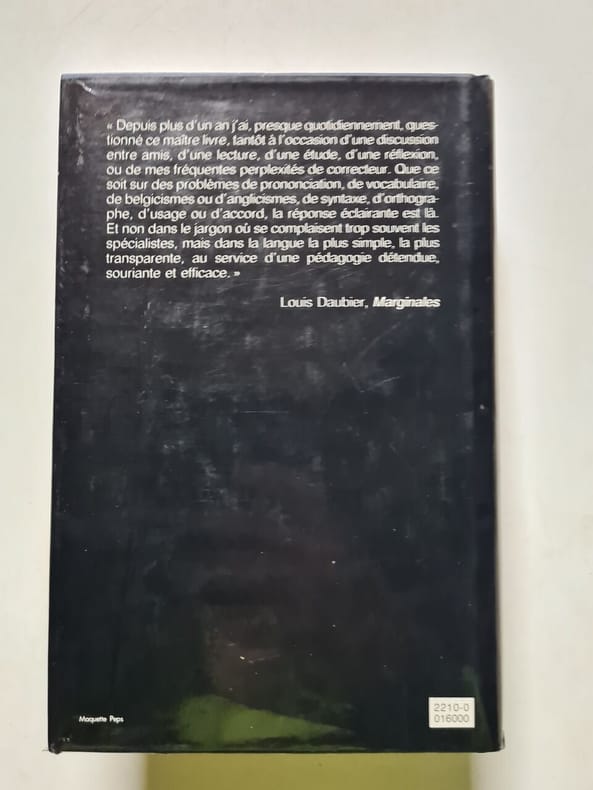 « Depuis plus d'un an j'ai, presque quotidiennement, ques-
tionné ce maître livre, tantôt à l'occasion d'une discussion
entre amis, d'une lecture, d'une étude, d'une réflexion,
ou de mes fréquentes perplexités de correcteur. Que ce
soit sur des problèmes de prononciation, de vocabulaire,
de belgicismes ou d'anglicismes, de syntaxe, d'orthogra-
phe, d'usage ou d'accord, la réponse éclairante est là.
Et non dans le jargon où se complaisent trop souvent les
spécialistes, mais dans la langue la plus simple, la plus
transparente, au service d'une pédagogie détendue,
souriante et efficace. »
Louis Daubier, Marginales
Maquette Peps
2210-0
016000